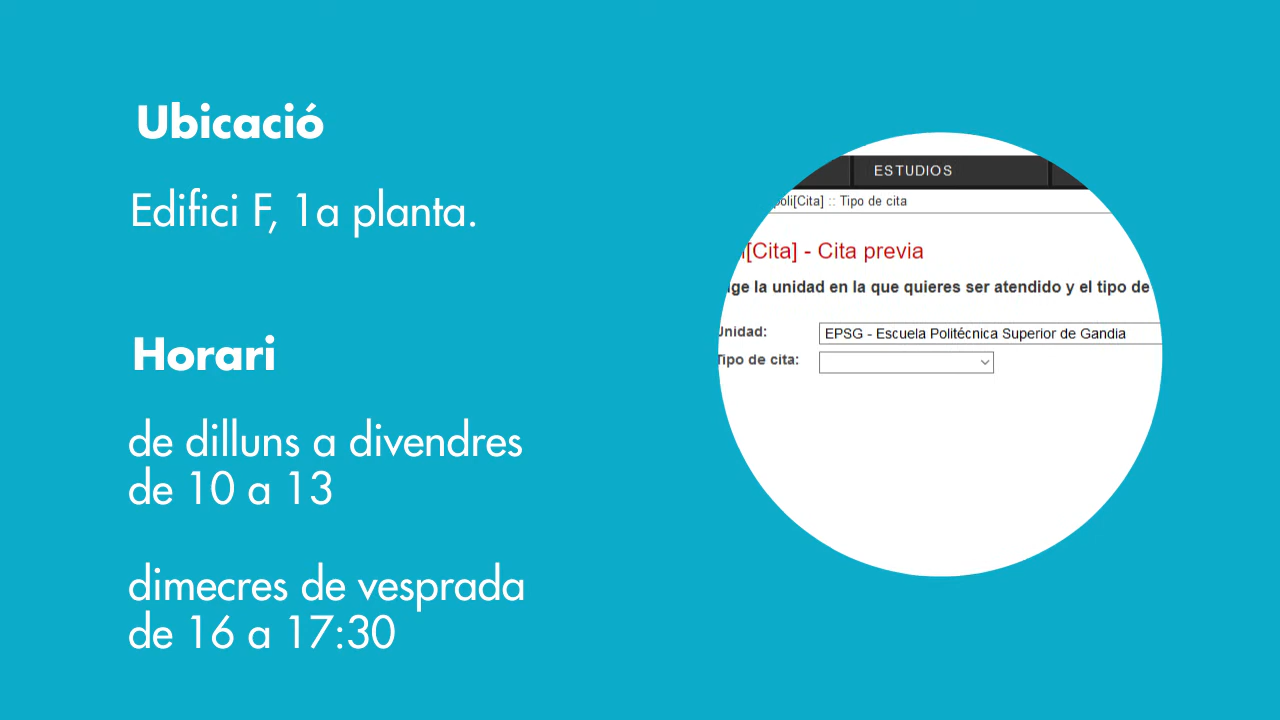 Ubicació
Edifici F, 1a planta.
Horari
de dilluns a divendres
de 10 a 13
dimecres de vesprada
de 16 a 17:30
ESTUDIOS
oli[Cita] :: Tipo de cita
[Cita] - Cita previa
ge la unidad en la que quieres ser atendido y el tipo de
Unidad: EPSG - Escuela Politécnica Superior de Gandia
Tipo de cita: